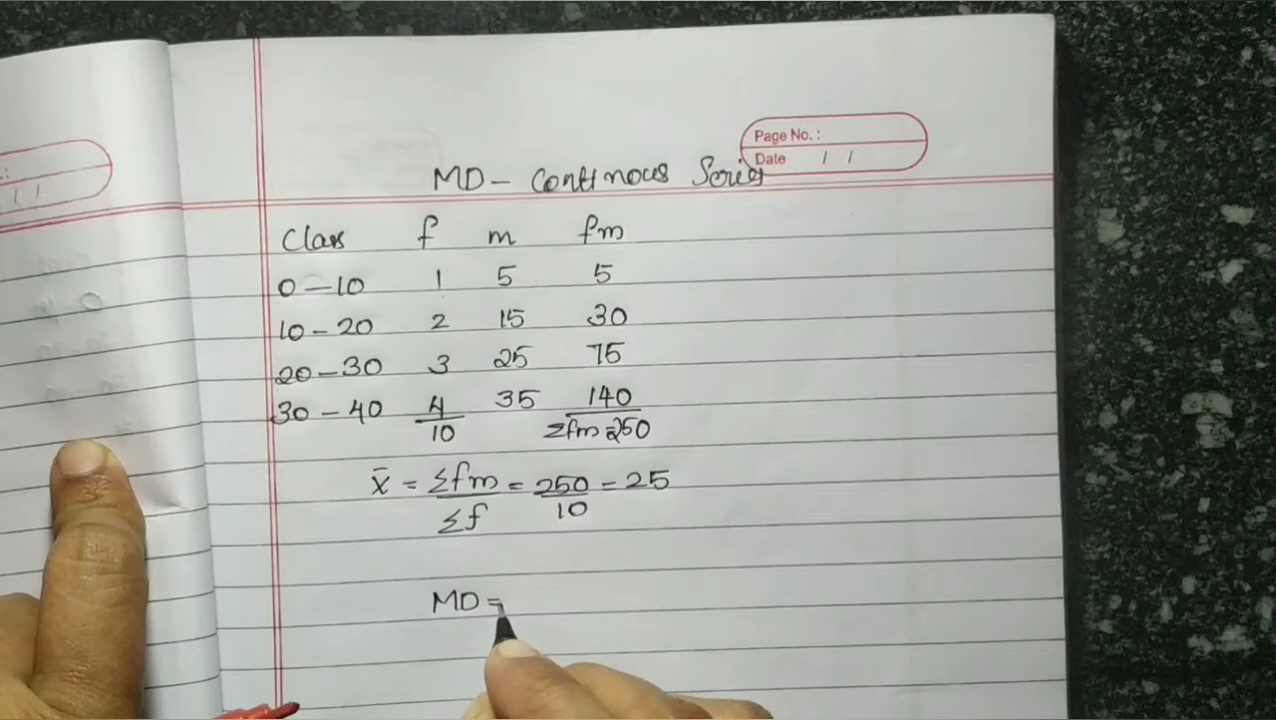 Page No. :
Date / /
MD - Continous Series
Class f m fm
0-10 1 5 5
10-20 2 15 30
20-30 3 25 75
30-40 4 35 140
10 Σfm=250
x̄ = Σfm/Σf = 250/10 = 25
MD =